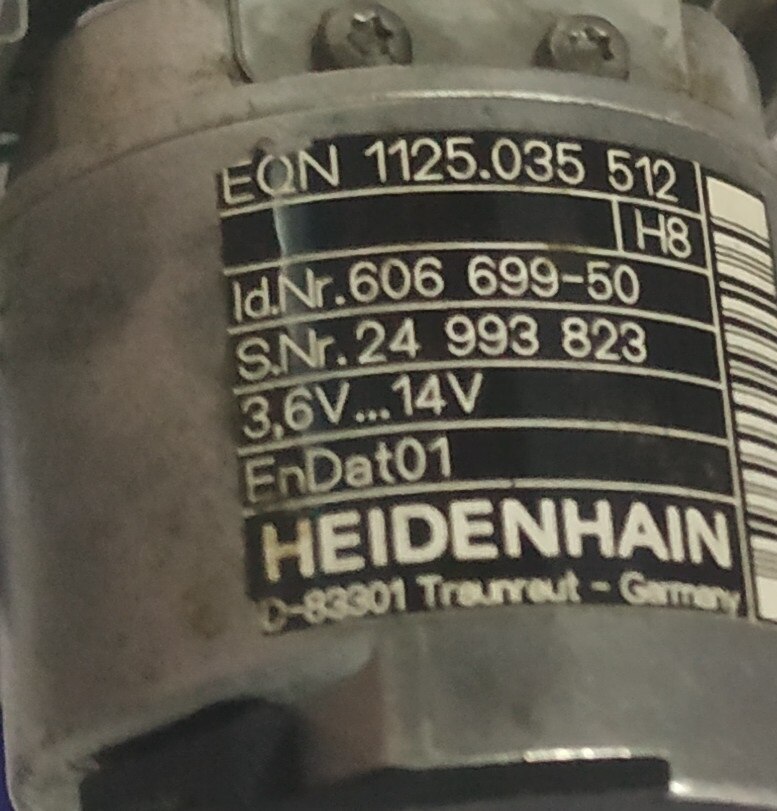 EQN 1125.035 512
H8
Id.Nr.606 699-50
S.Nr.24 993 823
3,6V...14V
EnDat01
HEIDENHAIN
D-83301 Traunreut - Germany